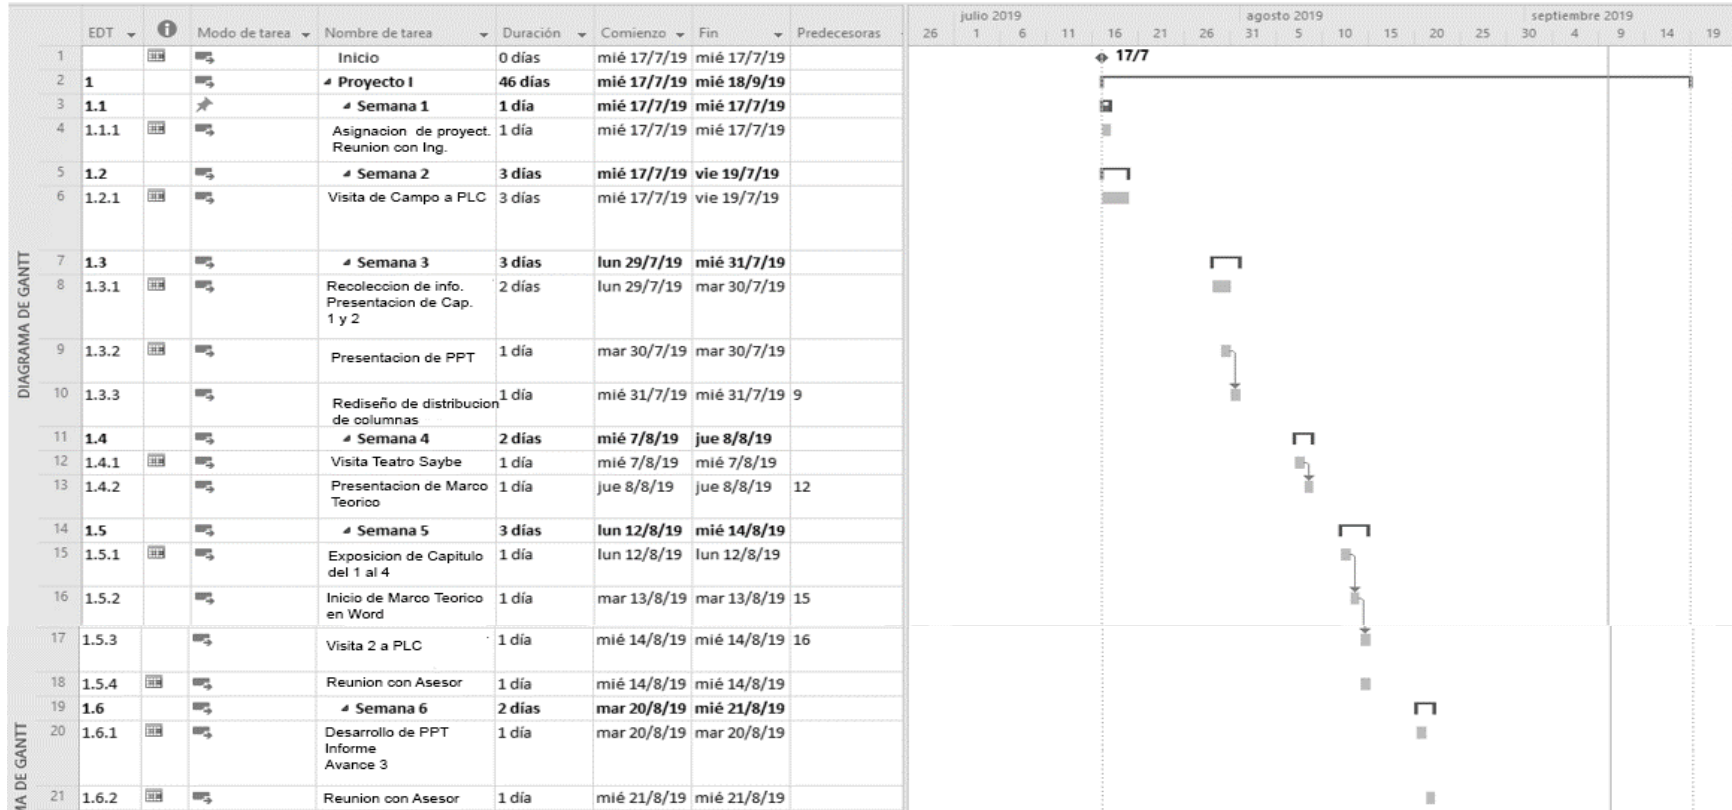 julio 2019 agosto 2019 septiembre 2019
EDT Modo de tarea Nombre de tarea Duración Comienzo Fin Predecesoras 26 1 6 11 16 21 26 31 5 10 15 20 25 30 4 9 14 19
1 Inicio 0 días mié 17/7/19 mié 17/7/19 17/7
2 1 Proyecto I 46 días mié 17/7/19 mié 18/9/19
3 1.1 Semana 1 1 día mié 17/7/19 mié 17/7/19
4 1.1.1 Asignacion de proyect. 1 día mié 17/7/19 mié 17/7/19
Reunion con Ing.
5 1.2 Semana 2 3 días mié 17/7/19 vie 19/7/19
6 1.2.1 Visita de Campo a PLC 3 días mié 17/7/19 vie 19/7/19
7 1.3 Semana 3 3 días lun 29/7/19 mié 31/7/19
8 1.3.1 Recoleccion de info. 2 días lun 29/7/19 mar 30/7/19
Presentacion de Cap.
1 y 2
9 1.3.2 Presentacion de PPT 1 día mar 30/7/19 mar 30/7/19
10 1.3.3 Rediseño de distribucion 1 día mié 31/7/19 mié 31/7/19 9
de columnas
11 1.4 Semana 4 2 días mié 7/8/19 jue 8/8/19
12 1.4.1 Visita Teatro Saybe 1 día mié 7/8/19 mié 7/8/19
13 1.4.2 Presentacion de Marco 1 día jue 8/8/19 jue 8/8/19 12
Teorico
14 1.5 Semana 5 3 días lun 12/8/19 mié 14/8/19
15 1.5.1 Exposicion de Capitulo 1 día lun 12/8/19 lun 12/8/19
del 1 al 4
16 1.5.2 Inicio de Marco Teorico 1 día mar 13/8/19 mar 13/8/19 15
en Word
17 1.5.3 Visita 2 a PLC 1 día mié 14/8/19 mié 14/8/19 16
18 1.5.4 Reunion con Asesor 1 día mié 14/8/19 mié 14/8/19
19 1.6 Semana 6 2 días mar 20/8/19 mié 21/8/19
20 1.6.1 Desarrollo de PPT 1 día mar 20/8/19 mar 20/8/19
Informe
Avance 3
21 1.6.2 Reunion con Asesor 1 día mié 21/8/19 mié 21/8/19
DIAGRAMA DE GANTT
MA DE GANTT